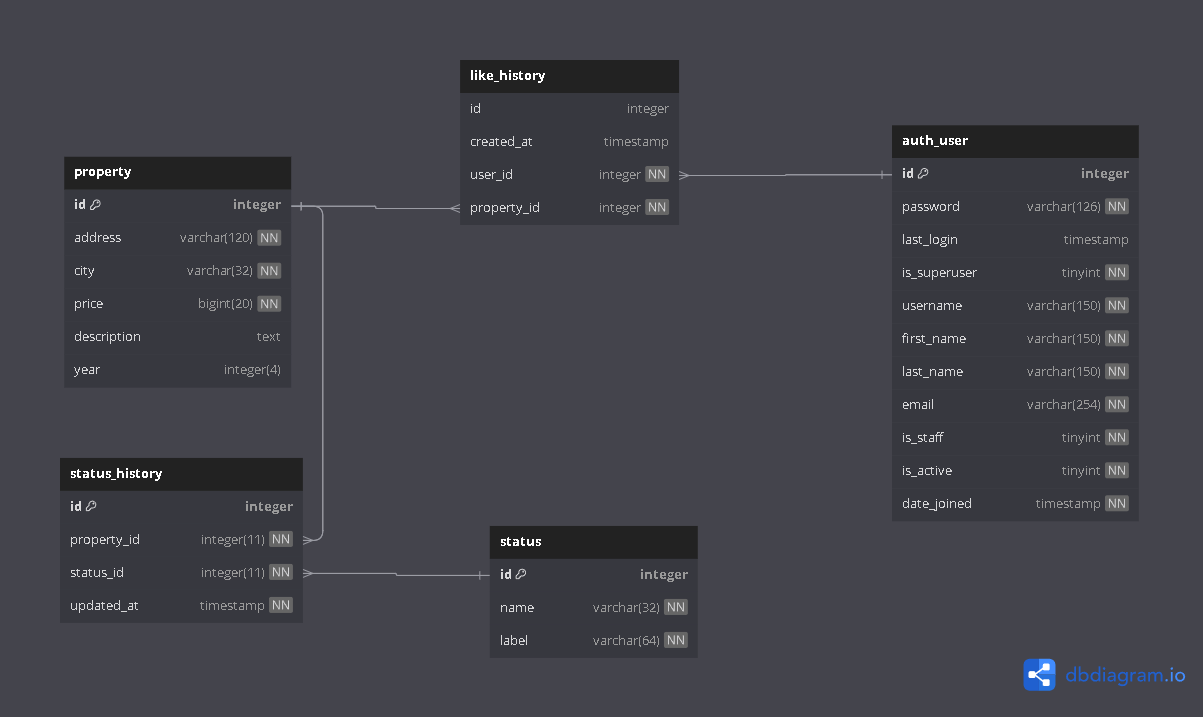 like_history
id integer
created_at timestamp
user_id integer NN
property_id integer NN
auth_user
id integer
password varchar(126) NN
last_login timestamp
is_superuser tinyint NN
username varchar(150) NN
first_name varchar(150) NN
last_name varchar(150) NN
email varchar(254) NN
is_staff tinyint NN
is_active tinyint NN
date_joined timestamp NN
property
id integer
address varchar(120) NN
city varchar(32) NN
price bigint(20) NN
description text
year integer(4)
status_history
id integer
property_id integer(11) NN
status_id integer(11) NN
updated_at timestamp NN
status
id integer
name varchar(32) NN
label varchar(64) NN
dbdiagram.io